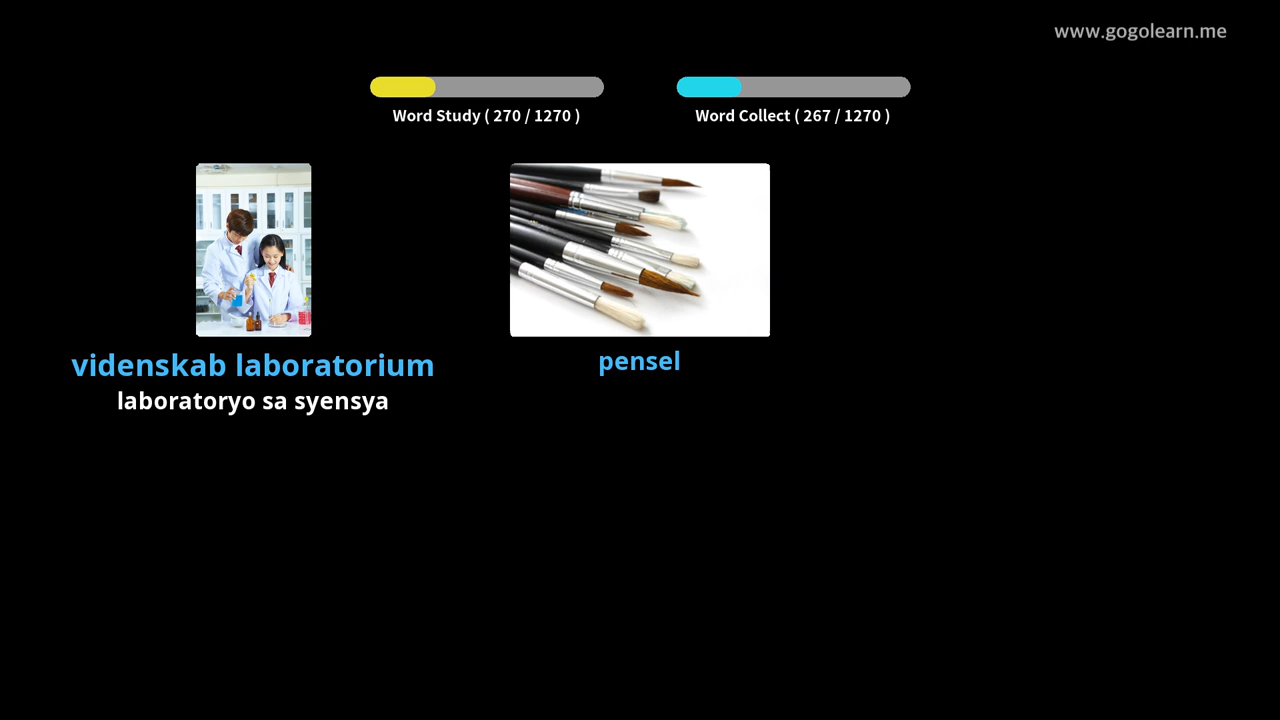 www.gogolearn.me
Word Study ( 270 / 1270 )
Word Collect ( 267 / 1270 )
videnskab laboratorium
laboratoryo sa syensya
pensel